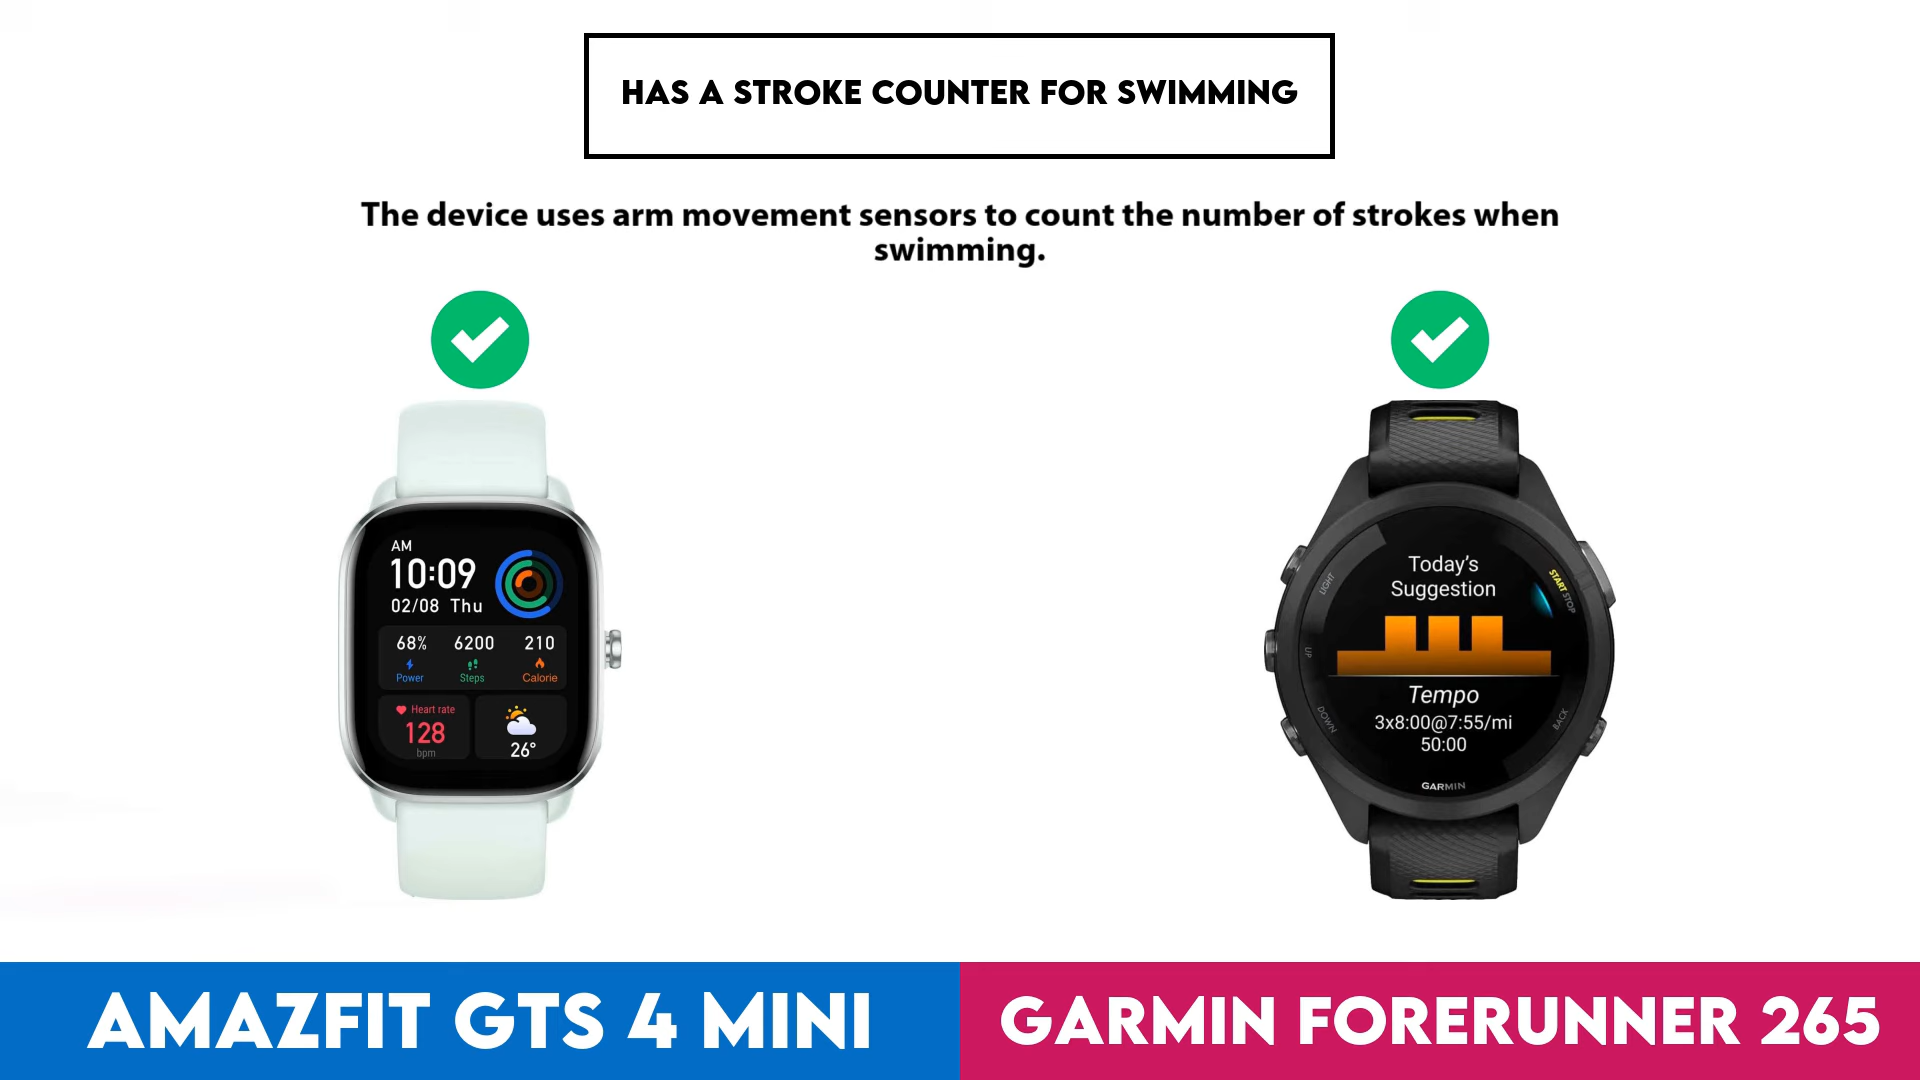 HAS A STROKE COUNTER FOR SWIMMING
The device uses arm movement sensors to count the number of strokes when
swimming.
AM
10:09
02/08 Thu
68% 6200 210
Power Steps Calorie
Heart rate
128
bpm
26°
Today's
Suggestion
LIGHT
START STOP
UP
Tempo
3x8:00@7:55/mi
50:00
DOWN
BACK
GARMIN
AMAZFIT GTS 4 MINI
GARMIN FORERUNNER 265